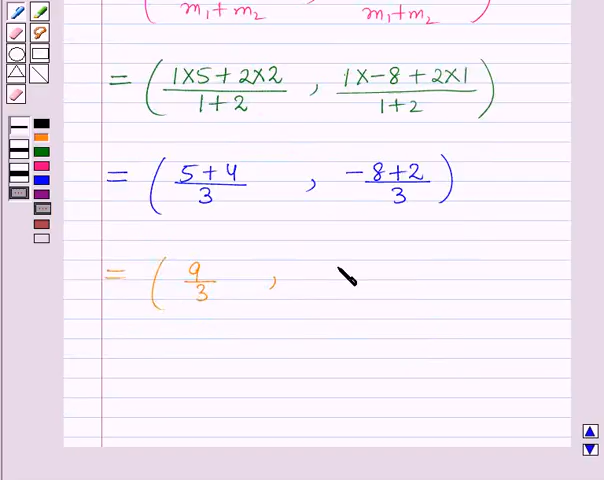 m₁+m₂ m₁+m₂
= ( 1×5+2×2 / 1+2 , 1×-8+2×1 / 1+2 )
= ( 5+4 / 3 , -8+2 / 3 )
= ( 9 / 3 ,